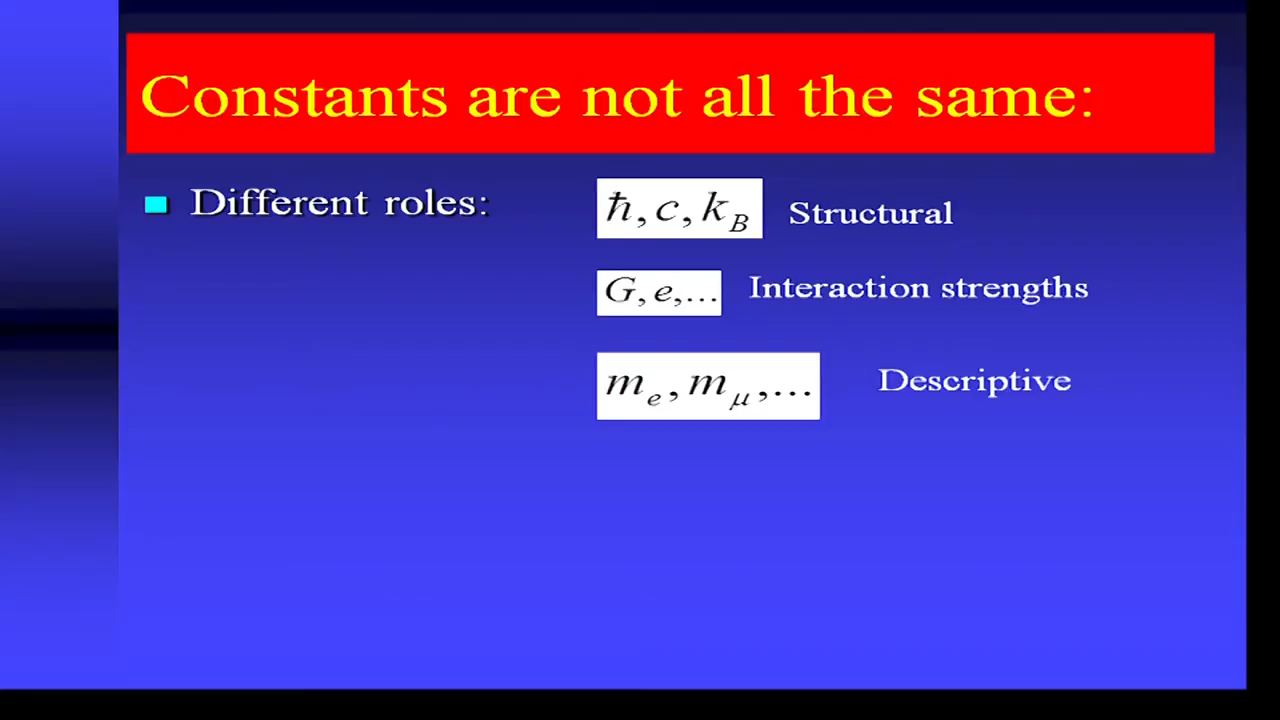 Constants are not all the same:
Different roles: ħ, c, k_B Structural
G, e,... Interaction strengths
m_e, m_μ,... Descriptive